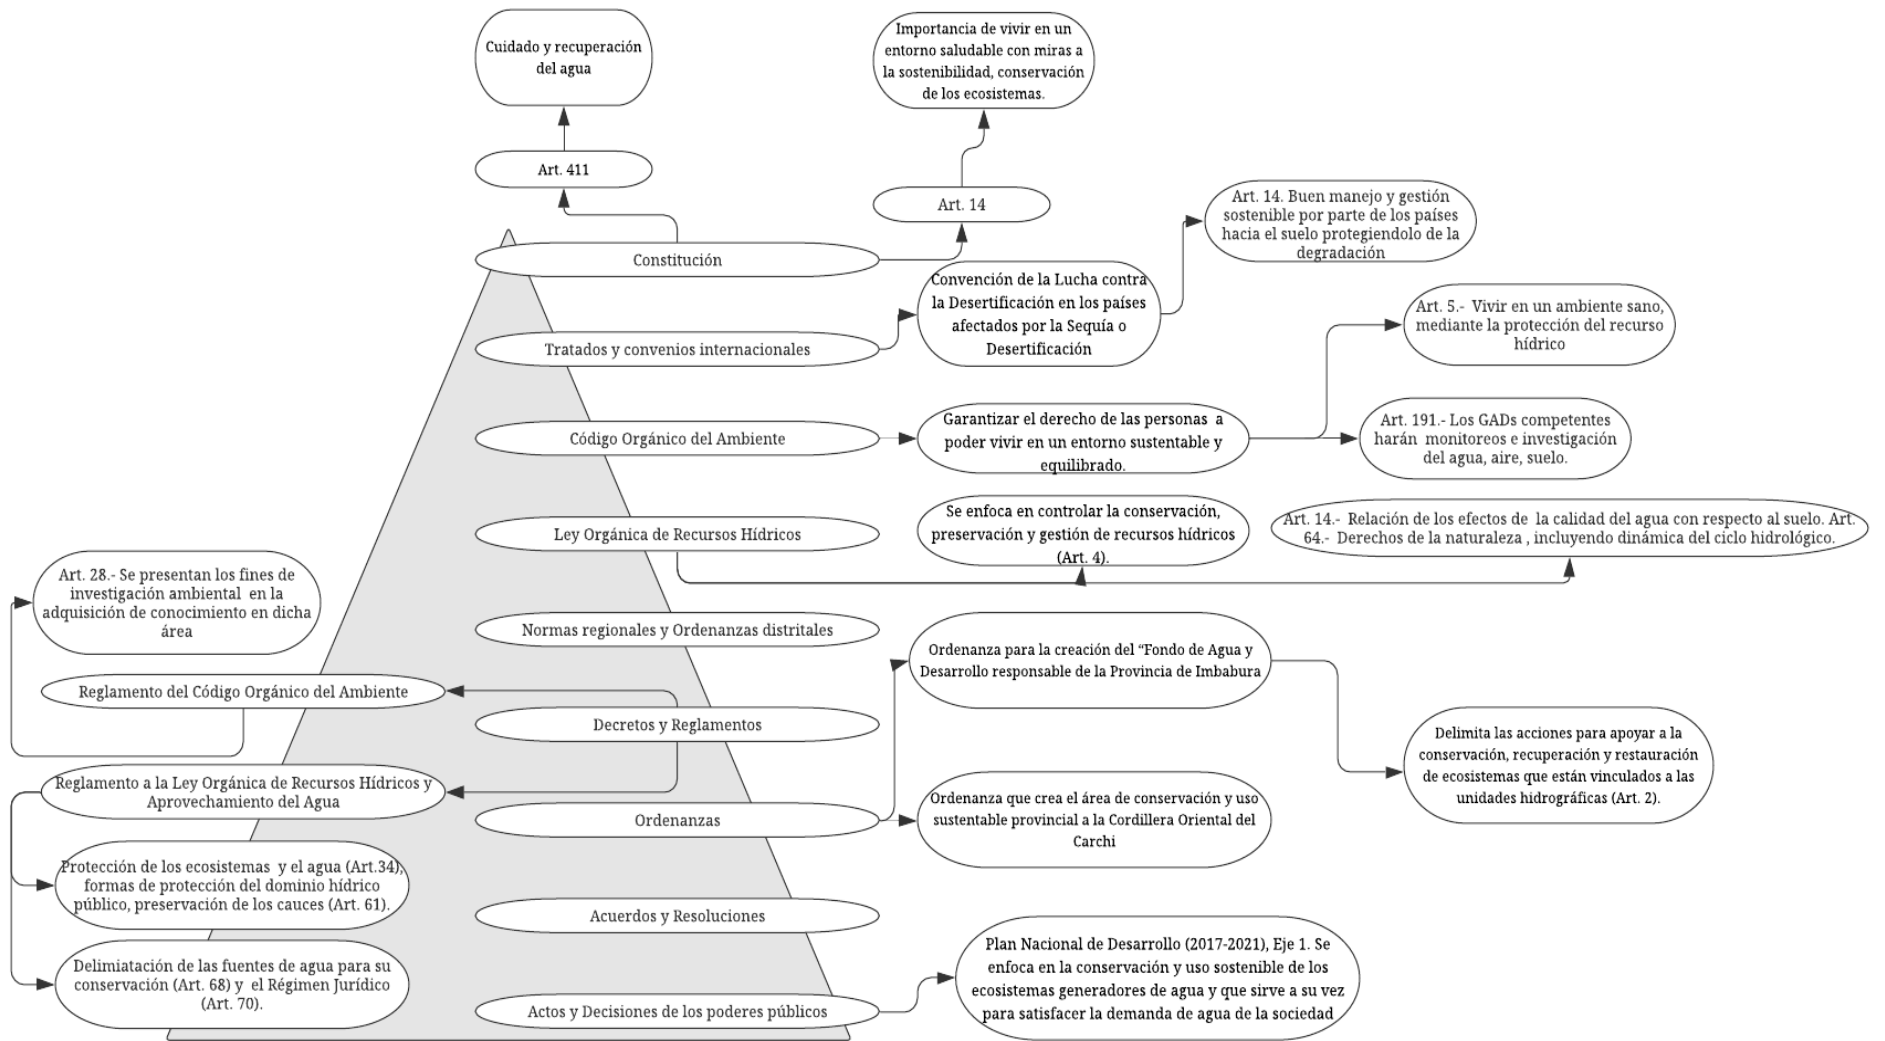 Cuidado y recuperación
del agua
Importancia de vivir en un
entorno saludable con miras a
la sostenibilidad, conservación
de los ecosistemas.
Art. 411
Art. 14
Art. 14. Buen manejo y gestión
sostenible por parte de los países
hacia el suelo protegiendolo de la
degradación
Constitución
Convención de la Lucha contra
la Desertificación en los países
afectados por la Sequía o
Desertificación
Tratados y convenios internacionales
Art. 5.-  Vivir en un ambiente sano,
mediante la protección del recurso
hídrico
Código Orgánico del Ambiente
Garantizar el derecho de las personas  a
poder vivir en un entorno sustentable y
equilibrado.
Art. 191.- Los GADs competentes
harán  monitoreos e investigación
del agua, aire, suelo.
Ley Orgánica de Recursos Hídricos
Se enfoca en controlar la conservación,
preservación y gestión de recursos hídricos
(Art. 4).
Art. 14.-  Relación de los efectos de  la calidad del agua con respecto al suelo. Art.
64.-  Derechos de la naturaleza , incluyendo dinámica del ciclo hidrológico.
Art. 28.- Se presentan los fines de
investigación ambiental  en la
adquisición de conocimiento en dicha
área
Normas regionales y Ordenanzas distritales
Ordenanza para la creación del “Fondo de Agua y
Desarrollo responsable de la Provincia de Imbabura
Reglamento del Código Orgánico del Ambiente
Decretos y Reglamentos
Delimita las acciones para apoyar a la
conservación, recuperación y restauración
de ecosistemas que están vinculados a las
unidades hidrográficas (Art. 2).
Reglamento a la Ley Orgánica de Recursos Hídricos y
Aprovechamiento del Agua
Ordenanzas
Ordenanza que crea el área de conservación y uso
sustentable provincial a la Cordillera Oriental del
Carchi
Protección de los ecosistemas  y el agua (Art.34),
formas de protección del dominio hídrico
público, preservación de los cauces (Art. 61).
Acuerdos y Resoluciones
Delimiatación de las fuentes de agua para su
conservación (Art. 68) y  el Régimen Jurídico
(Art. 70).
Actos y Decisiones de los poderes públicos
Plan Nacional de Desarrollo (2017-2021), Eje 1. Se
enfoca en la conservación y uso sostenible de los
ecosistemas generadores de agua y que sirve a su vez
para satisfacer la demanda de agua de la sociedad